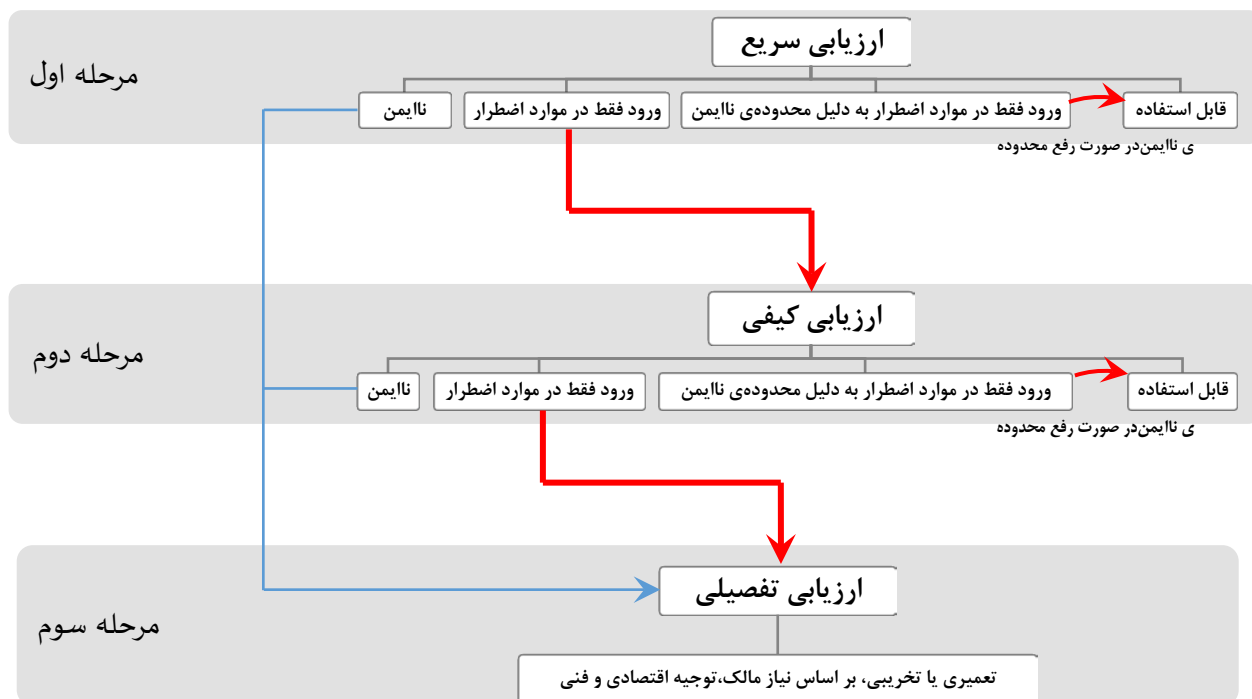 ارزیابی سریع
مرحله اول
قابل استفاده
ورود فقط در موارد اضطرار به دلیل محدوده‌ی ناایمن
ورود فقط در موارد اضطرار
ناایمن
ی ناایمن‌در صورت رفع محدوده
ارزیابی کیفی
مرحله دوم
قابل استفاده
ورود فقط در موارد اضطرار به دلیل محدوده‌ی ناایمن
ورود فقط در موارد اضطرار
ناایمن
ی ناایمن‌در صورت رفع محدوده
ارزیابی تفصیلی
مرحله سوم
تعمیری یا تخریبی، بر اساس نیاز مالک،توجیه اقتصادی و فنی